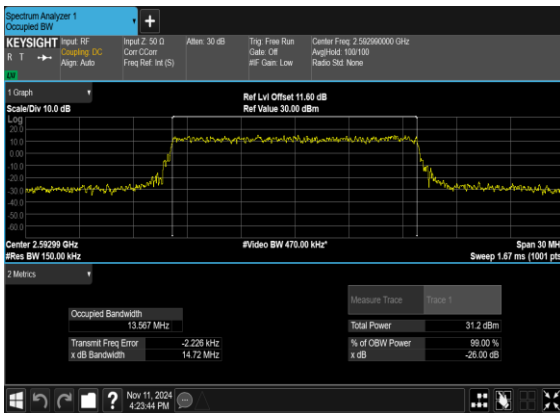 Spectrum Analyzer 1
Occupied BW
KEYSIGHT
R T
LV
Input: RF
Coupling: DC
Align: Auto
Input Z: 50 Ω
Corr CCorr
Freq Ref: Int (S)
Atten: 30 dB
Trig: Free Run
Gate: Off
#IF Gain: Low
Center Freq: 2.592990000 GHz
Avg|Hold: 100/100
Radio Std: None
1 Graph
Scale/Div 10.0 dB
Ref Lvl Offset 11.60 dB
Ref Value 30.00 dBm
Log
20.0
10.0
0.00
-10.0
-20.0
-30.0
-40.0
-50.0
-60.0
Center 2.59299 GHz
#Res BW 150.00 kHz
#Video BW 470.00 kHz*
Span 30 MH
Sweep 1.67 ms (1001 pts
2 Metrics
Measure Trace
Trace 1
Occupied Bandwidth
13.567 MHz
Total Power
31.2 dBm
Transmit Freq Error
-2.226 kHz
% of OBW Power
99.00 %
x dB Bandwidth
14.72 MHz
x dB
-26.00 dB
Nov 11, 2024
4:23:44 PM